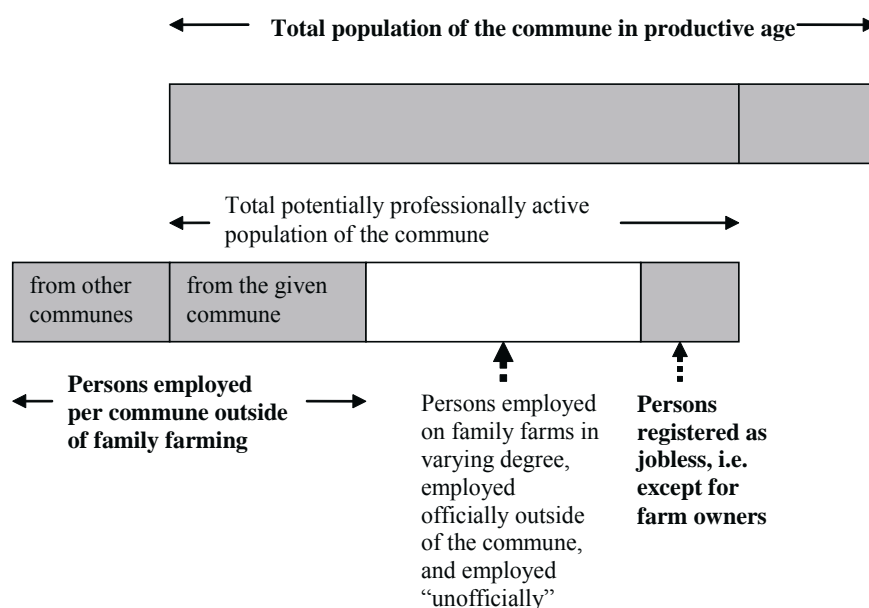 Total population of the commune in productive age
Total potentially professionally active
population of the commune
from other
communes
from the given
commune
Persons employed
per commune outside
of family farming
Persons employed
on family farms in
varying degree,
employed
officially outside
of the commune,
and employed
“unofficially”
Persons
registered as
jobless, i.e.
except for
farm owners